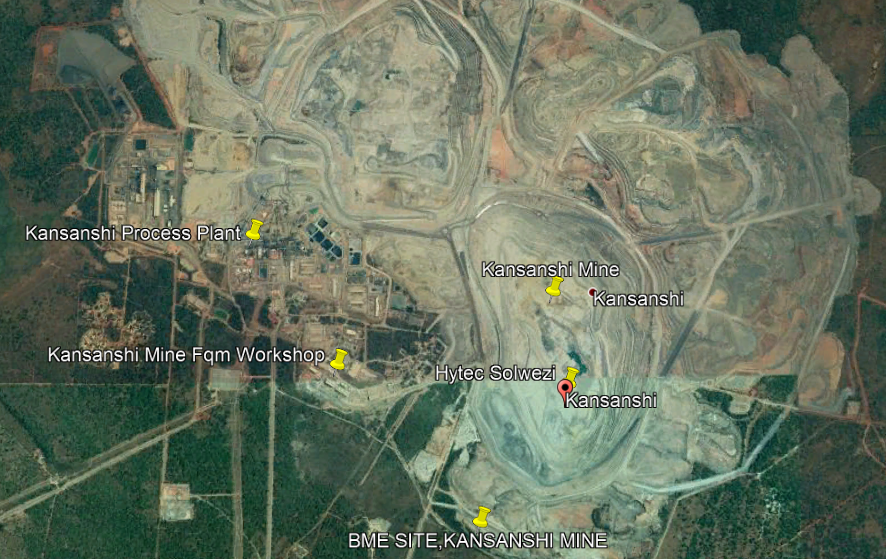 Kansanshi Process Plant
Kansanshi Mine
Kansanshi
Kansanshi Mine Fqm Workshop
Hytec Solwezi
Kansanshi
BME SITE,KANSANSHI MINE